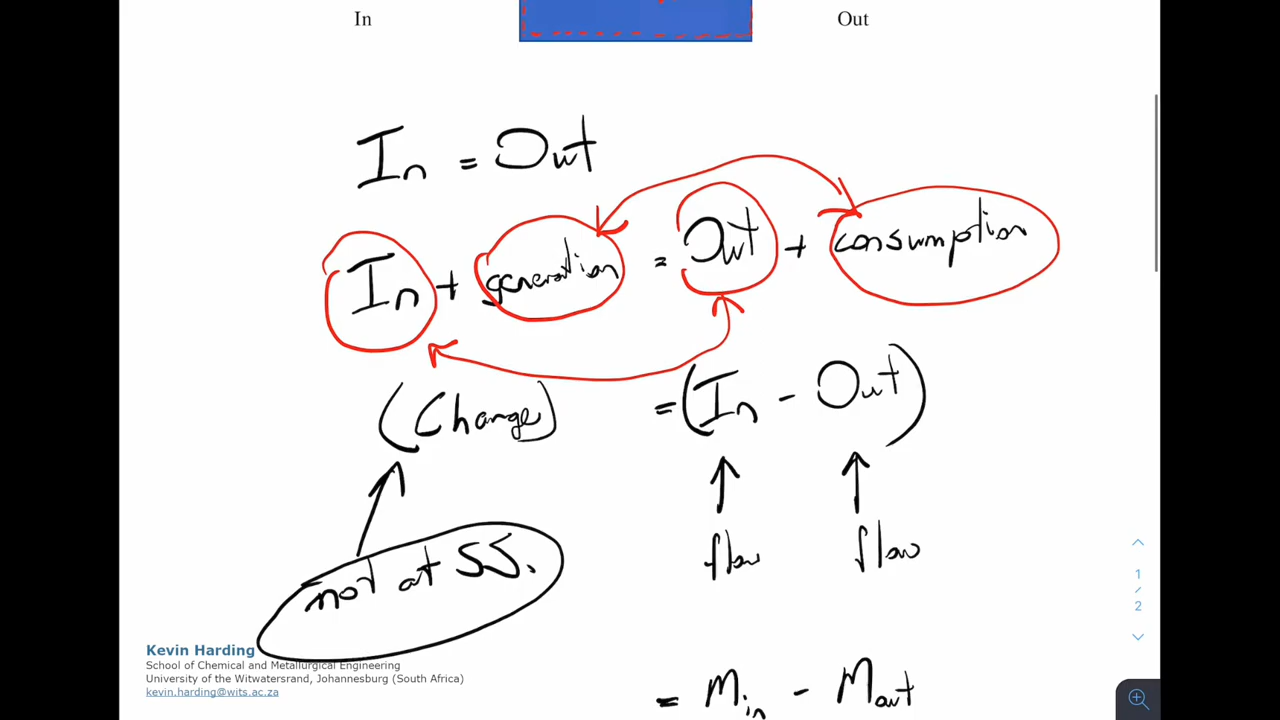 In Out
In = Out
In + generation = Out + consumption
(Change) = (In - Out)
flow flow
not at SS.
Kevin Harding
School of Chemical and Metallurgical Engineering
University of the Witwatersrand, Johannesburg (South Africa)
kevin.harding@wits.ac.za
= Min - Mout
1
/
2